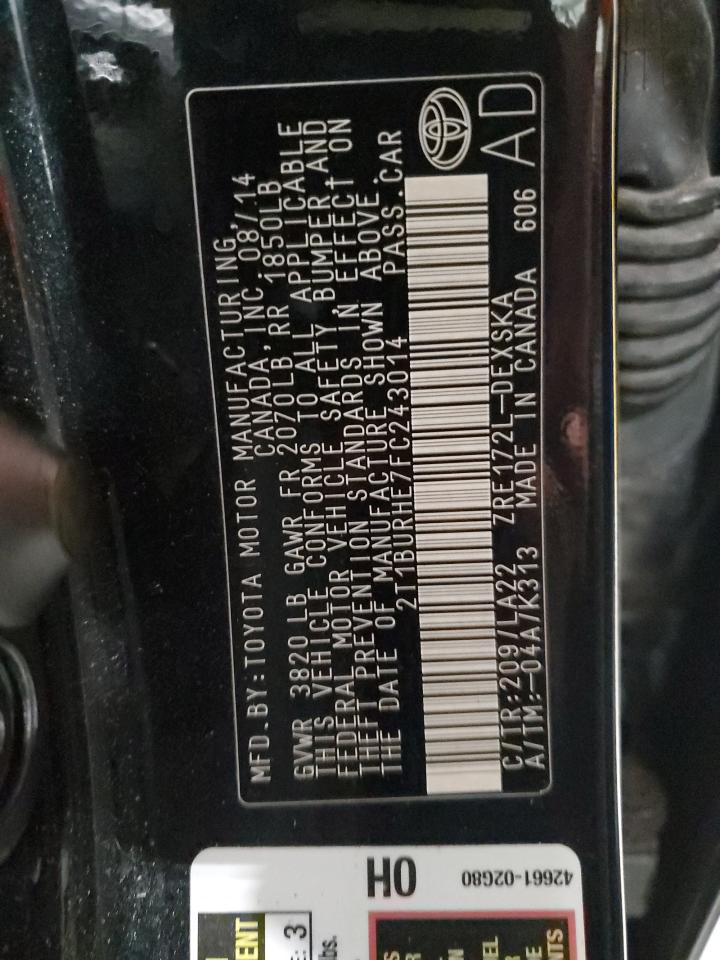 MFD.BY:TOYOTA MOTOR MANUFACTURING,
CANADA,INC. 08/14
GVWR 3820 LB GAWR FR 2070LB,RR 1850LB
THIS VEHICLE CONFORMS TO ALL APPLICABLE
FEDERAL MOTOR VEHICLE SAFETY, BUMPER, AND
THEFT PREVENTION STANDARDS IN EFFECT ON
THE DATE OF MANUFACTURE SHOWN ABOVE.
2T1BURHE7FC243014 PASS.CAR
C/TR:209/LA22 ZRE172L-DEXSKA
A/TM:-04A/K313 MADE IN CANADA 606
AD
OH
42661-02G80
3
lbs.